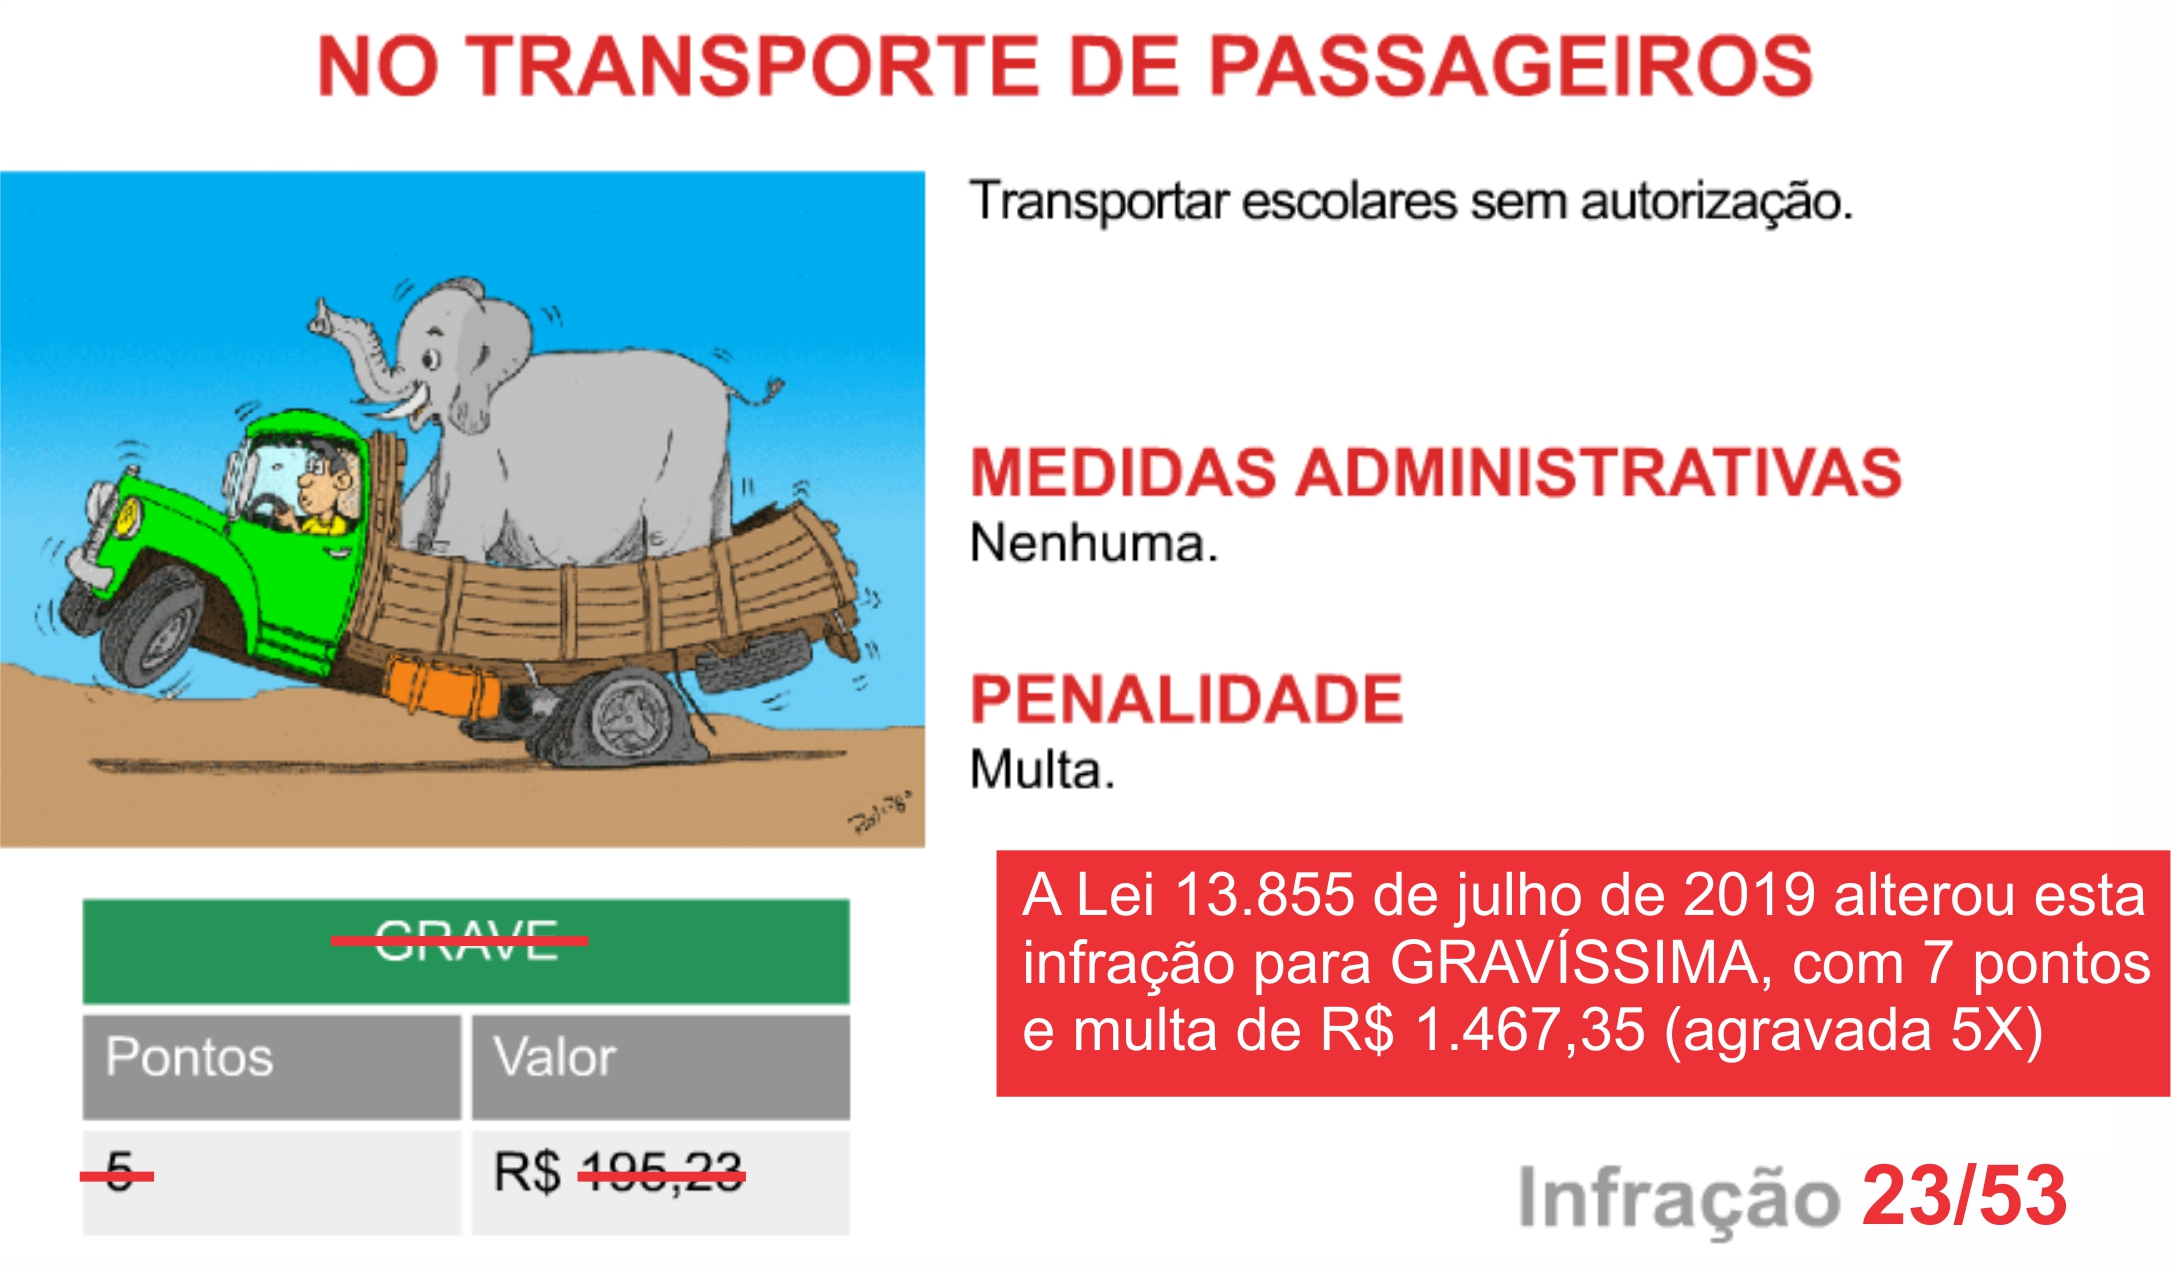 NO TRANSPORTE DE PASSAGEIROS
Transportar escolares sem autorização.
MEDIDAS ADMINISTRATIVAS
Nenhuma.
PENALIDADE
Multa.
A Lei 13.855 de julho de 2019 alterou esta
infração para GRAVÍSSIMA, com 7 pontos
e multa de R$ 1.467,35 (agravada 5X)
GRAVE
Pontos Valor
5 R$ 195,23
Infração 23/53